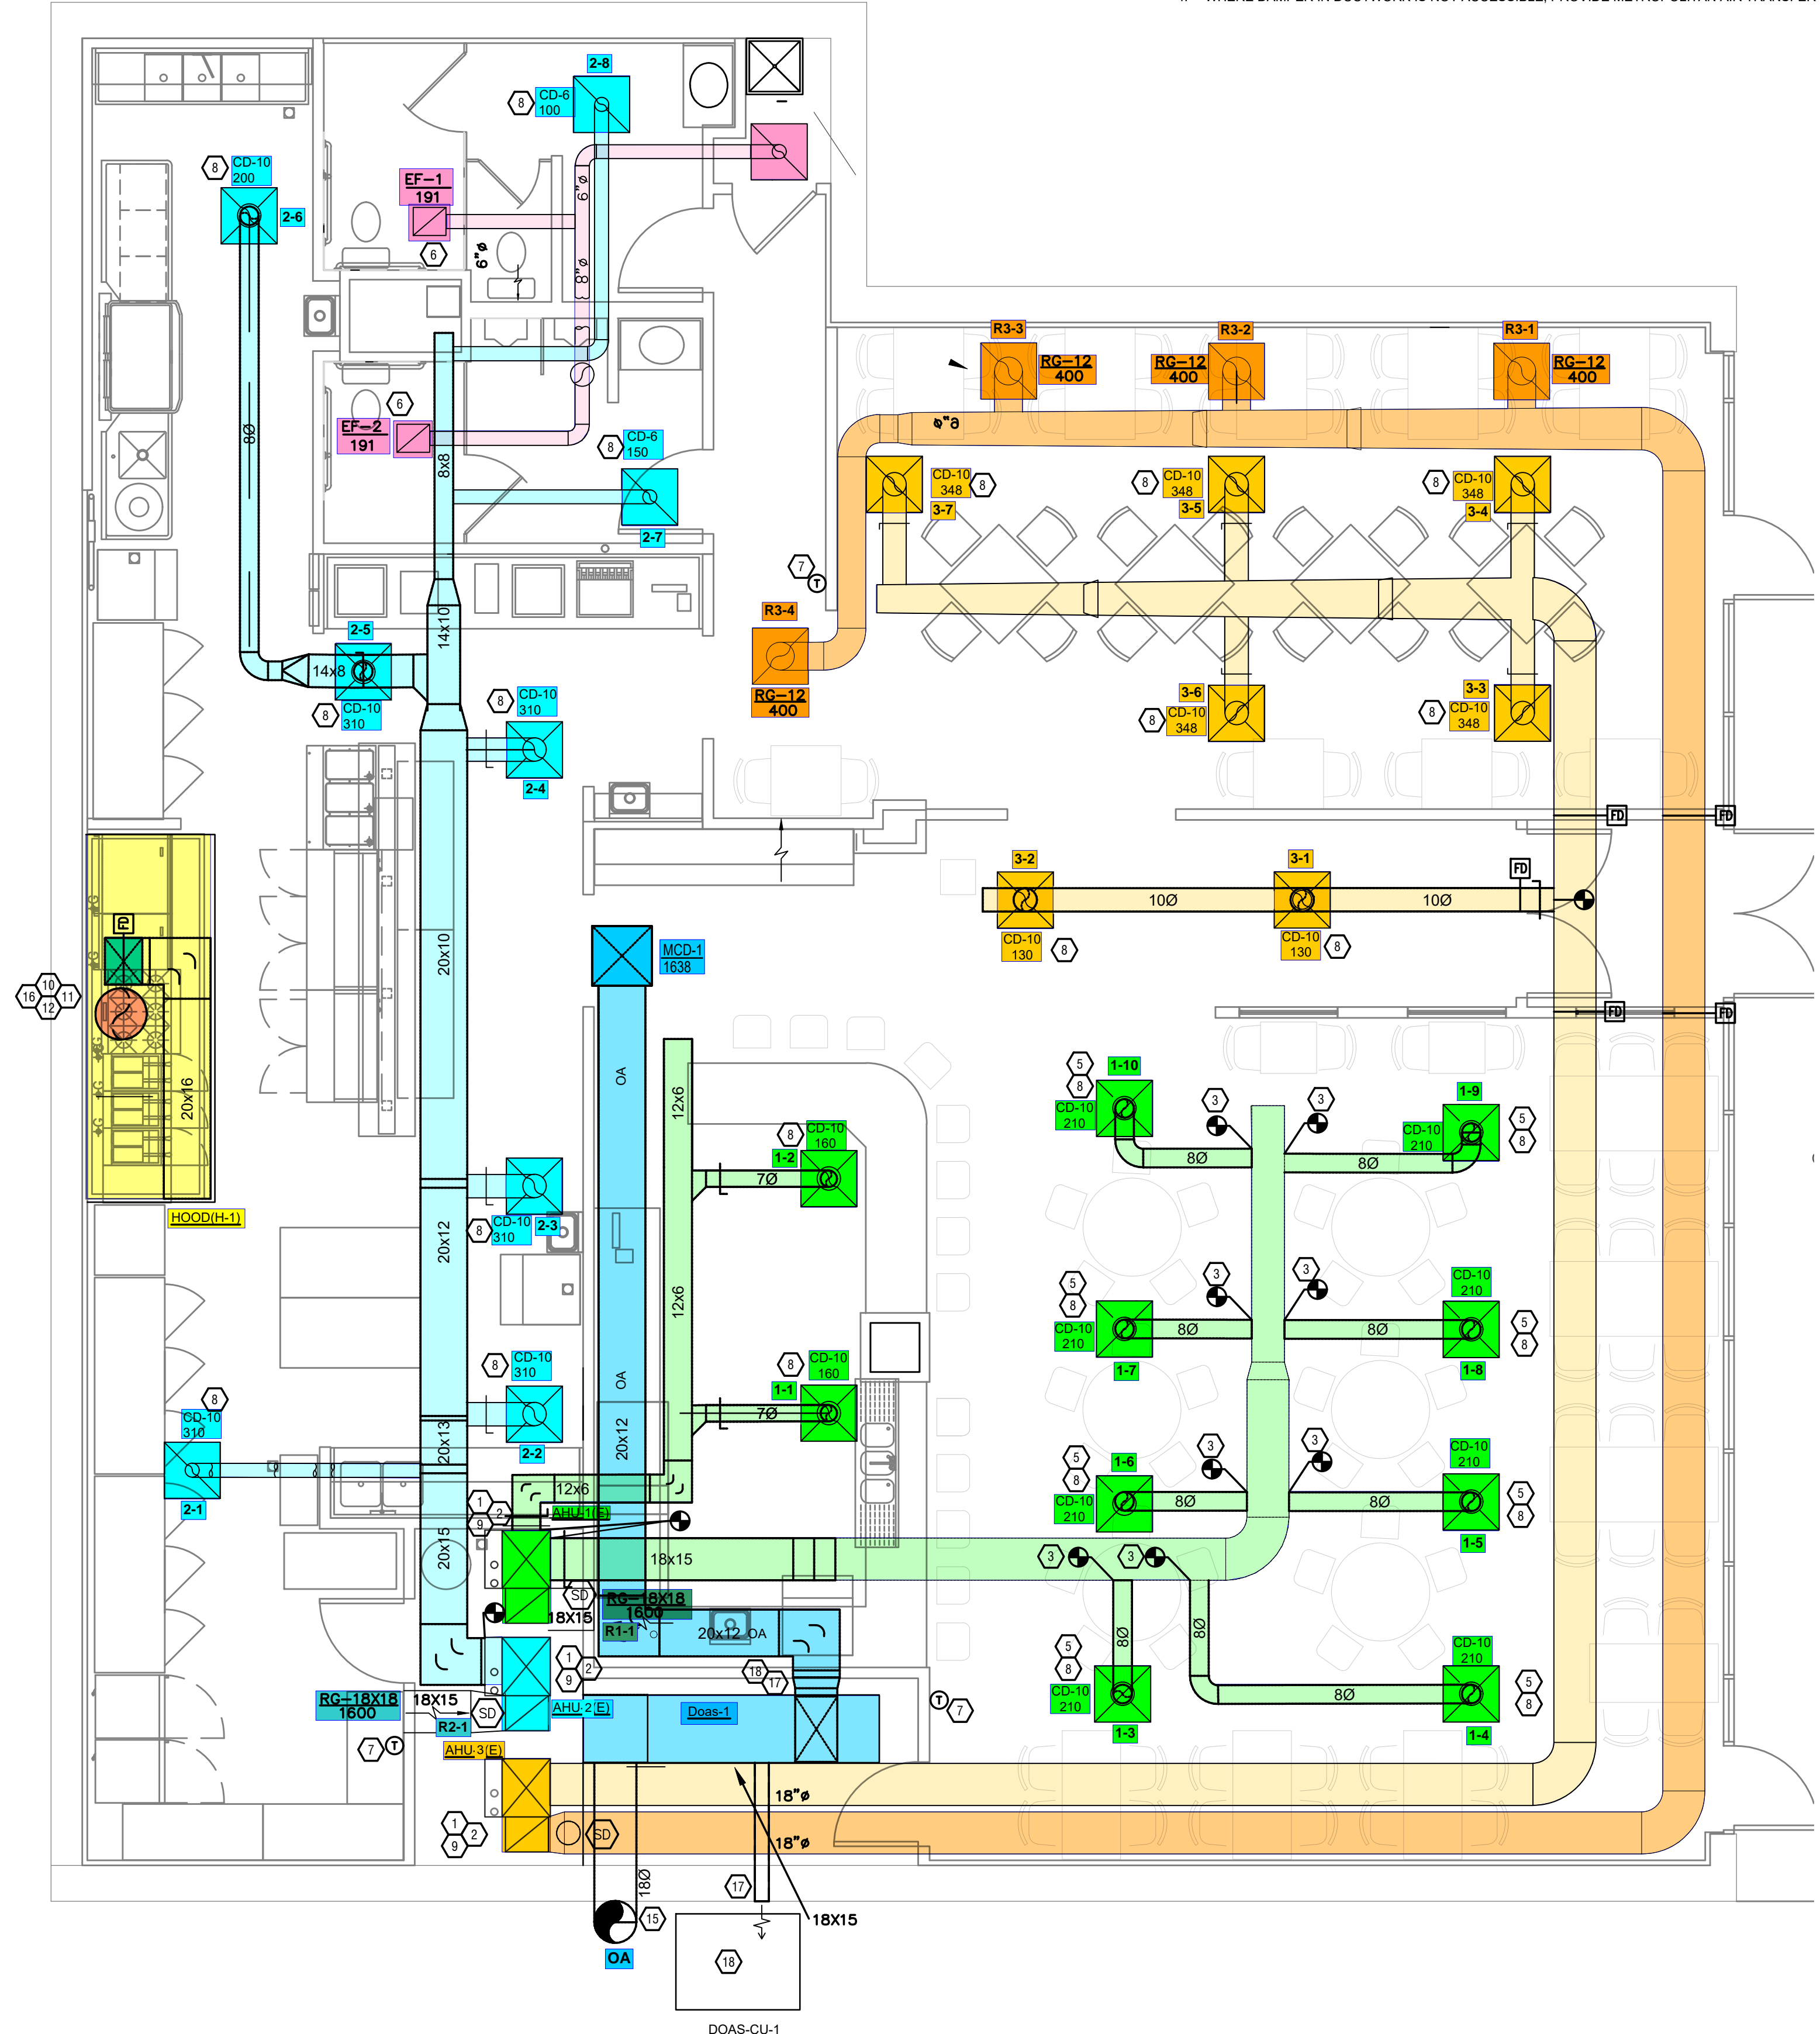 2-8
8
CD-6
100
8
CD-10
200
2-6
EF-1
191
6
6"ø
6"ø
8"ø
8Ø
R3-3
R3-2
R3-1
RG-12
400
RG-12
400
RG-12
400
6"ø
6
EF-2
191
8x8
8
CD-6
150
2-7
CD-10
348
8
3-7
8
CD-10
348
3-5
8
CD-10
348
3-4
7
T
R3-4
RG-12
400
2-5
14x8
14x10
8
CD-10
310
8
CD-10
310
2-4
3-6
8
CD-10
348
3-3
8
CD-10
348
FD
FD
3-2
3-1
FD
10Ø
10Ø
CD-10
130
8
CD-10
130
8
FD
G
G
10
16
11
12
G
G
G
20x16
HOOD(H-1)
20x10
MCD-1
1638
OA
FD
FD
12x6
5
8
1-10
CD-10
210
3
3
1-9
CD-10
210
5
8
8Ø
8Ø
8
CD-10
160
1-2
7Ø
8
CD-10
310
2-3
20x12
12x6
5
8
CD-10
210
1-7
3
3
CD-10
210
5
8
1-8
8Ø
8Ø
8
CD-10
310
2-2
OA
20x12
8
CD-10
160
1-1
7Ø
8
CD-10
310
2-1
20x13
20x15
12x6
1
2
9
AHU-1(E)
5
8
1-6
CD-10
210
3
3
CD-10
210
5
8
1-5
8Ø
8Ø
18x15
3
3
SD
RG-18X18
1600
18X15
R1-1
20x12 OA
1
2
9
18
17
8Ø
8Ø
5
8
CD-10
210
1-3
CD-10
210
5
8
1-4
8Ø
RG-18X18
1600
18X15
R2-1
SD
AHU-2(E)
Doas-1
T
7
7
T
AHU-3(E)
18"ø
1
2
9
SD
18"ø
18Ø
17
15
18X15
OA
18
DOAS-CU-1